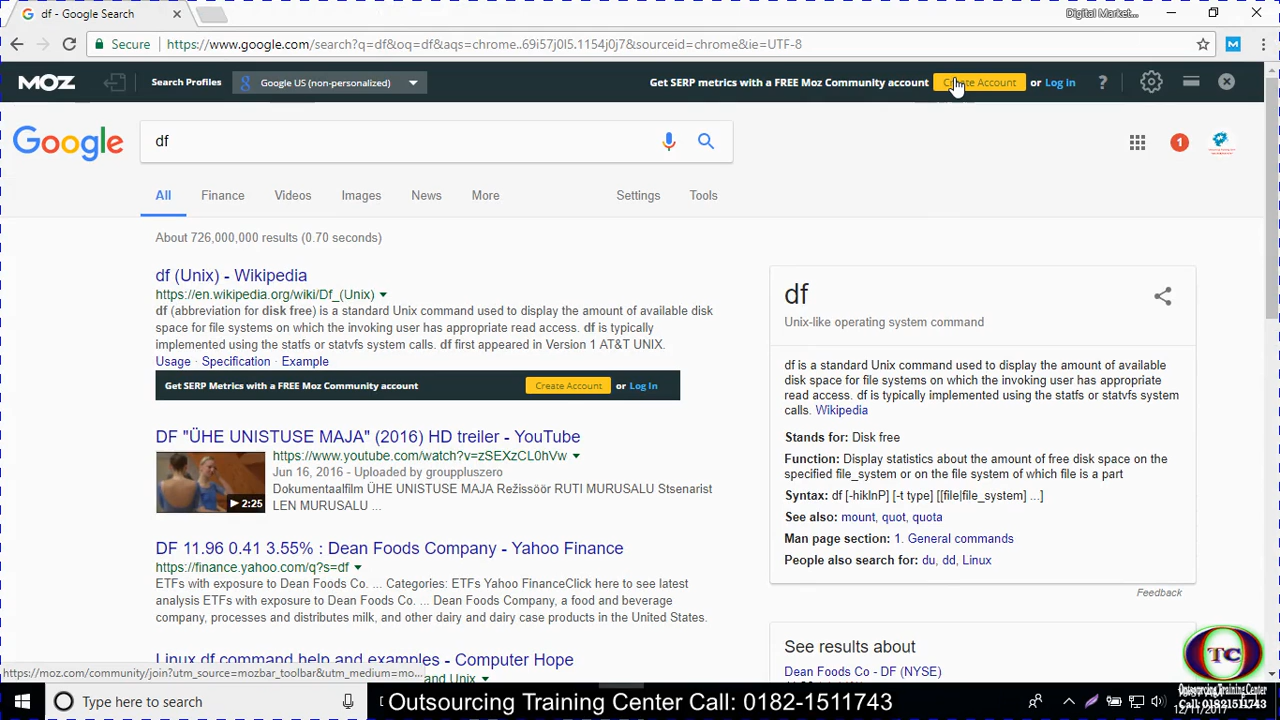 df - Google Search
Digital Market...
Secure
https://www.google.com/search?q=df&oq=df&aqs=chrome..69i57j0l5.1154j0j7&sourceid=chrome&ie=UTF-8
MOZ
Search Profiles
Google US (non-personalized)
Get SERP metrics with a FREE Moz Community account
Create Account
or Log in
?
Google
df
1
All
Finance
Videos
Images
News
More
Settings
Tools
About 726,000,000 results (0.70 seconds)
df (Unix) - Wikipedia
https://en.wikipedia.org/wiki/Df_(Unix)
df (abbreviation for disk free) is a standard Unix command used to display the amount of available disk
space for file systems on which the invoking user has appropriate read access. df is typically
implemented using the statfs or statvfs system calls. df first appeared in Version 1 AT&T UNIX.
Usage · Specification · Example
Get SERP Metrics with a FREE Moz Community account
Create Account
or Log In
DF "ÜHE UNISTUSE MAJA" (2016) HD treiler - YouTube
https://www.youtube.com/watch?v=zSEXzCL0hVw
Jun 16, 2016 - Uploaded by grouppluszero
Dokumentaalfilm ÜHE UNISTUSE MAJA Režissöör RUTI MURUSALU Stsenarist
LEN MURUSALU ...
2:25
DF 11.96 0.41 3.55% : Dean Foods Company - Yahoo Finance
https://finance.yahoo.com/q?s=df
ETFs with exposure to Dean Foods Co. ... Categories: ETFs Yahoo FinanceClick here to see latest
analysis ETFs with exposure to Dean Foods Co. ... Dean Foods Company, a food and beverage
company, processes and distributes milk, and other dairy and dairy case products in the United States.
Linux df command help and examples - Computer Hope
and Unix
https://moz.com/community/join?utm_source=mozbar_toolbar&utm_medium=mo...
df
Unix-like operating system command
df is a standard Unix command used to display the amount of available
disk space for file systems on which the invoking user has appropriate
read access. df is typically implemented using the statfs or statvfs system
calls. Wikipedia
Stands for: Disk free
Function: Display statistics about the amount of free disk space on the
specified file_system or on the file system of which file is a part
Syntax: df [-hiklnP] [-t type] [[file|file_system] ...]
See also: mount, quot, quota
Man page section: 1. General commands
People also search for: du, dd, Linux
Feedback
See results about
Dean Foods Co - DF (NYSE)
TC
Outsourcing Training Center
Call: 01821511743
Type here to search
Outsourcing Training Center Call: 0182-1511743